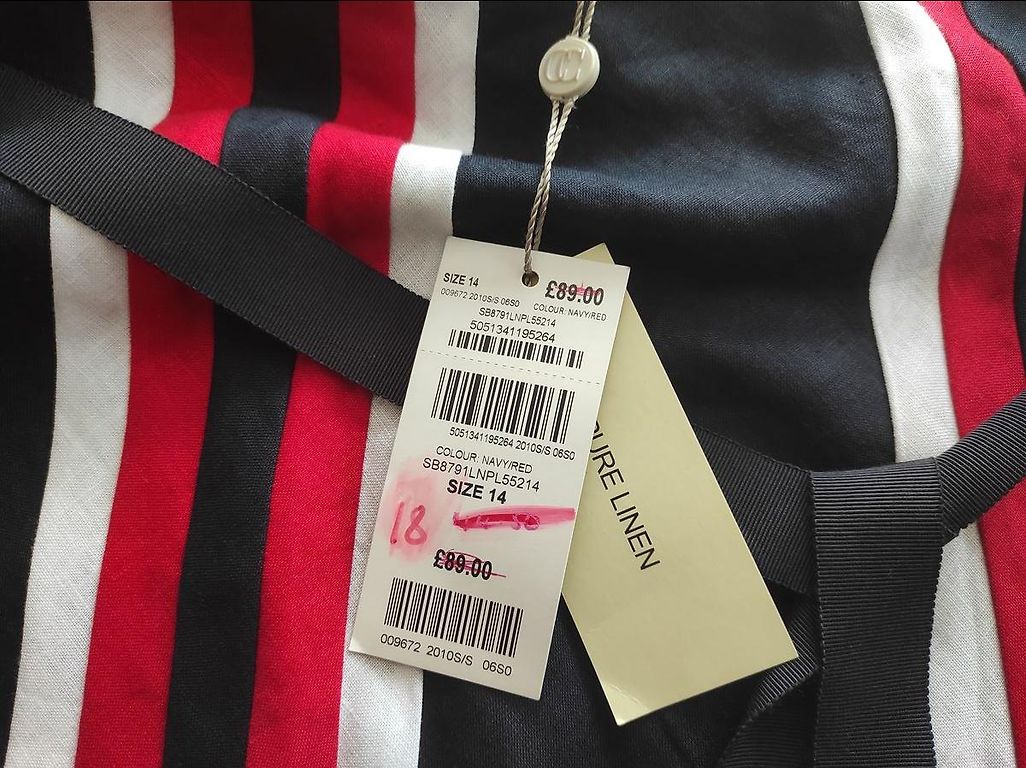 SIZE 14
£89.00
009672 2010S/S 06S0
COLOUR: NAVY/RED
SB8791LNPL55214
5051341195264
5051341195264 2010S/S 06S0
COLOUR: NAVY/RED
SB8791LNPL55214
SIZE 14
18
£89.00
009672 2010S/S 06S0
PURE LINEN